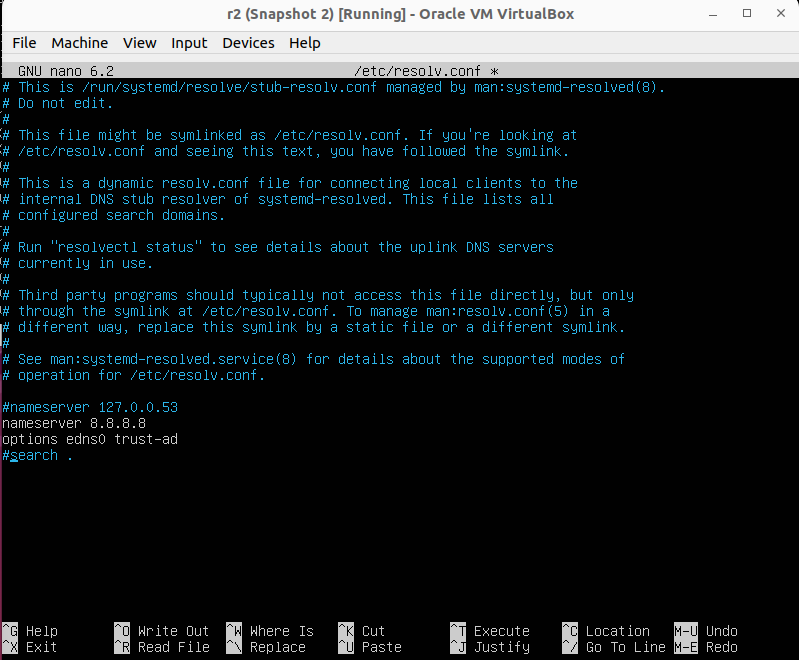 r2 (Snapshot 2) [Running] - Oracle VM VirtualBox
File Machine View Input Devices Help
GNU nano 6.2 /etc/resolv.conf *
# This is /run/systemd/resolve/stub-resolv.conf managed by man:systemd-resolved(8).
# Do not edit.
#
# This file might be symlinked as /etc/resolv.conf. If you're looking at
# /etc/resolv.conf and seeing this text, you have followed the symlink.
#
# This is a dynamic resolv.conf file for connecting local clients to the
# internal DNS stub resolver of systemd-resolved. This file lists all
# configured search domains.
#
# Run "resolvectl status" to see details about the uplink DNS servers
# currently in use.
#
# Third party programs should typically not access this file directly, but only
# through the symlink at /etc/resolv.conf. To manage man:resolv.conf(5) in a
# different way, replace this symlink by a static file or a different symlink.
#
# See man:systemd-resolved.service(8) for details about the supported modes of
# operation for /etc/resolv.conf.
#nameserver 127.0.0.53
nameserver 8.8.8.8
options edns0 trust-ad
#search .
^G Help ^O Write Out ^W Where Is ^K Cut ^T Execute ^C Location M-U Undo
^X Exit ^R Read File ^\ Replace ^U Paste ^J Justify ^/ Go To Line M-E Redo